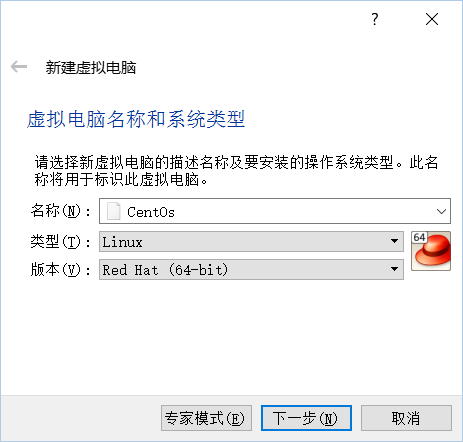 ?
新建虚拟电脑
虚拟电脑名称和系统类型
请选择新虚拟电脑的描述名称及要安装的操作系统类型。此名
称将用于标识此虚拟电脑。
名称(N)： CentOs
类型(T)： Linux
64
版本(V)： Red Hat (64-bit)
专家模式(E) 下一步(N) 取消